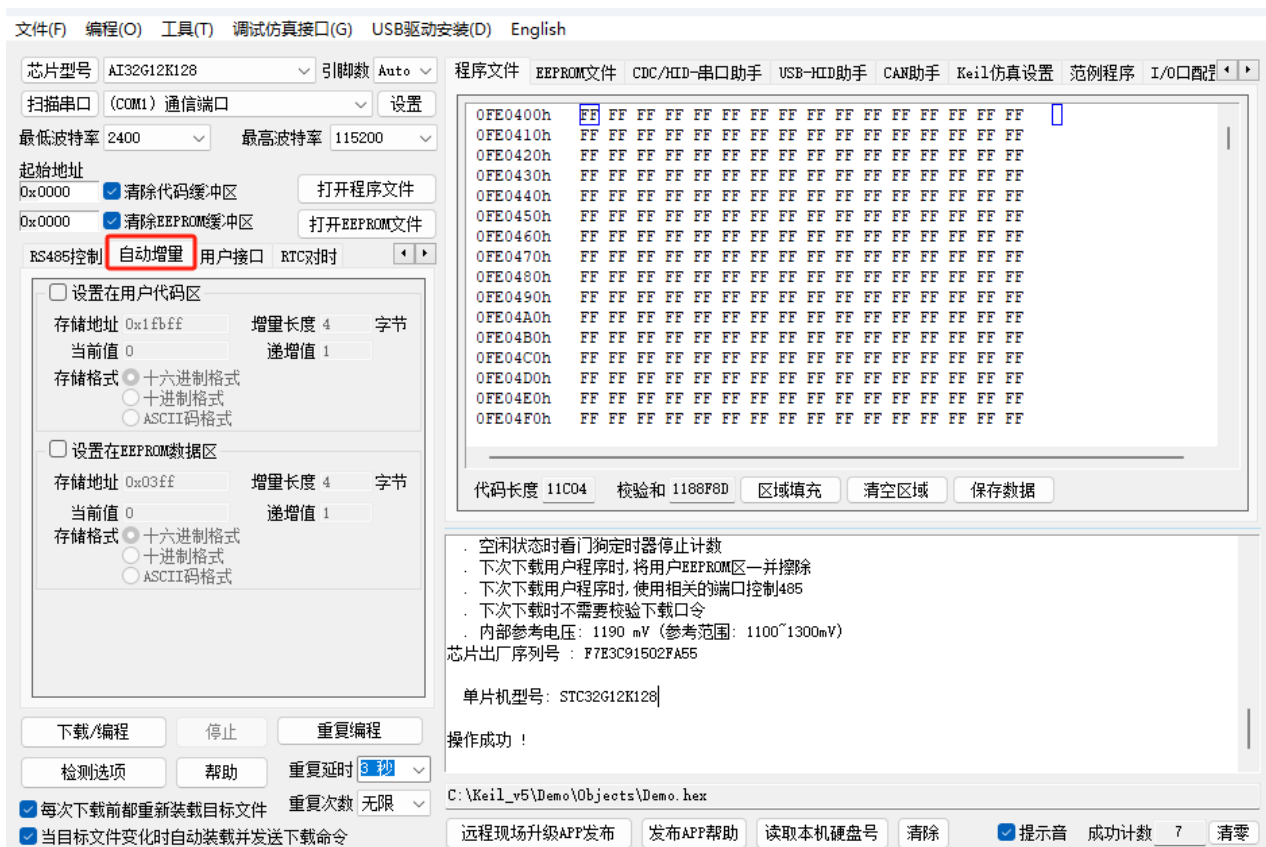 文件(F) 编程(O) 工具(T) 调试仿真接口(G) USB驱动安装(D) English
芯片型号 AI32G12K128 引脚数 Auto
扫描串口 (COM1) 通信端口 设置
最低波特率 2400 最高波特率 115200
起始地址
0x0000 清除代码缓冲区 打开程序文件
0x0000 清除EEPROM缓冲区 打开EEPROM文件
RS485控制 自动增量 用户接口 RTC对时
设置在用户代码区
存储地址 0x1fbff 增量长度 4 字节
当前值 0 递增值 1
存储格式 十六进制格式
十进制格式
ASCII码格式
设置在EEPROM数据区
存储地址 0x03ff 增量长度 4 字节
当前值 0 递增值 1
存储格式 十六进制格式
十进制格式
ASCII码格式
下载/编程 停止 重复编程
检测选项 帮助 重复延时 3 秒
每次下载前都重新装载目标文件 重复次数 无限
当目标文件变化时自动装载并发送下载命令
程序文件 EEPROM文件 CDC/HID-串口助手 USB-HID助手 CAN助手 Keil仿真设置 范例程序 I/O口配
0FE0400h FF FF FF FF FF FF FF FF FF FF FF FF FF FF FF FF
0FE0410h FF FF FF FF FF FF FF FF FF FF FF FF FF FF FF FF
0FE0420h FF FF FF FF FF FF FF FF FF FF FF FF FF FF FF FF
0FE0430h FF FF FF FF FF FF FF FF FF FF FF FF FF FF FF FF
0FE0440h FF FF FF FF FF FF FF FF FF FF FF FF FF FF FF FF
0FE0450h FF FF FF FF FF FF FF FF FF FF FF FF FF FF FF FF
0FE0460h FF FF FF FF FF FF FF FF FF FF FF FF FF FF FF FF
0FE0470h FF FF FF FF FF FF FF FF FF FF FF FF FF FF FF FF
0FE0480h FF FF FF FF FF FF FF FF FF FF FF FF FF FF FF FF
0FE0490h FF FF FF FF FF FF FF FF FF FF FF FF FF FF FF FF
0FE04A0h FF FF FF FF FF FF FF FF FF FF FF FF FF FF FF FF
0FE04B0h FF FF FF FF FF FF FF FF FF FF FF FF FF FF FF FF
0FE04C0h FF FF FF FF FF FF FF FF FF FF FF FF FF FF FF FF
0FE04D0h FF FF FF FF FF FF FF FF FF FF FF FF FF FF FF FF
0FE04E0h FF FF FF FF FF FF FF FF FF FF FF FF FF FF FF FF
0FE04F0h FF FF FF FF FF FF FF FF FF FF FF FF FF FF FF FF
代码长度 11C04 校验和 1188F8D 区域填充 清空区域 保存数据
. 空闲状态时看门狗定时器停止计数
. 下次下载用户程序时,将用户EEPROM区一并擦除
. 下次下载用户程序时,使用相关的端口控制485
. 下次下载时不需要校验下载口令
. 内部参考电压: 1190 mV (参考范围: 1100~1300mV)
芯片出厂序列号 : F7E3C91502FA55
单片机型号: STC32G12K128
操作成功 !
C:\Keil_v5\Demo\Objects\Demo.hex
远程现场升级APP发布 发布APP帮助 读取本机硬盘号 清除 提示音 成功计数 7 清零